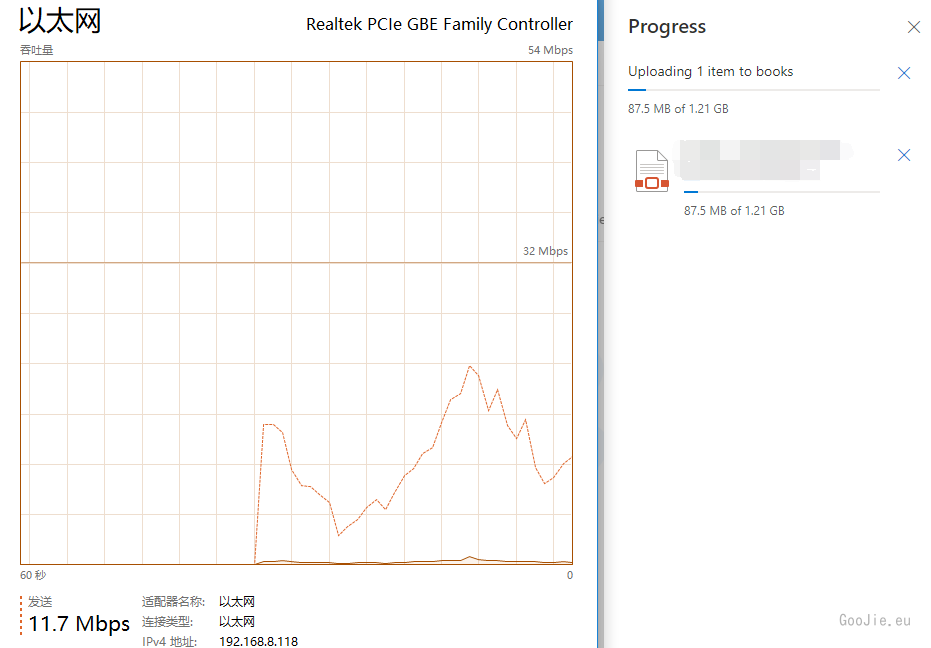 以太网
Realtek PCIe GBE Family Controller
吞吐量
54 Mbps
32 Mbps
60 秒
0
发送
11.7 Mbps
适配器名称: 以太网
连接类型: 以太网
IPv4 地址: 192.168.8.118
Progress
Uploading 1 item to books
87.5 MB of 1.21 GB
87.5 MB of 1.21 GB
GooJie.eu